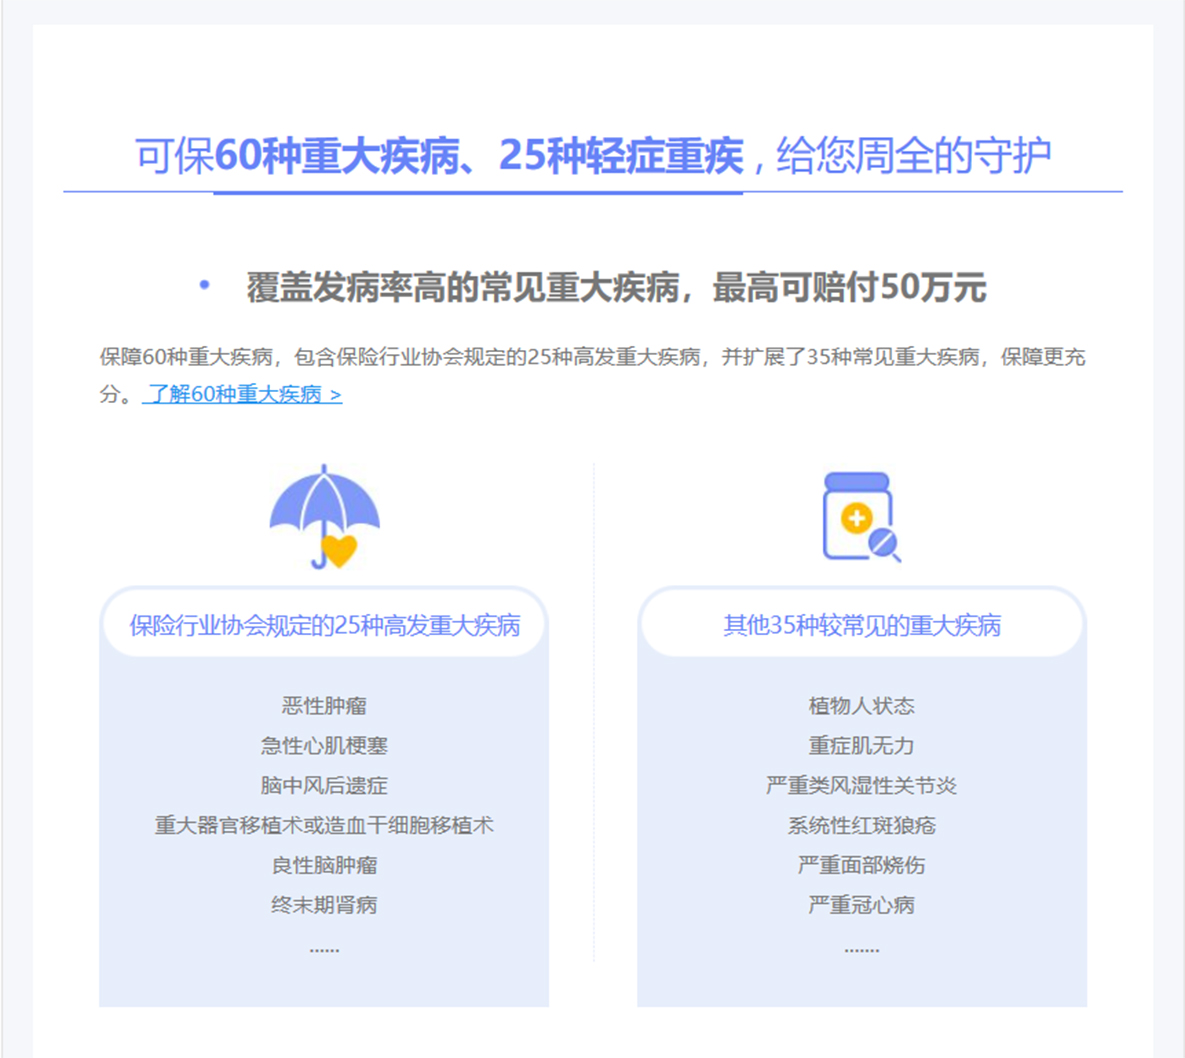 可保60种重大疾病、25种轻症重疾，给您周全的守护
• 覆盖发病率高的常见重大疾病，最高可赔付50万元
保障60种重大疾病，包含保险行业协会规定的25种高发重大疾病，并扩展了35种常见重大疾病，保障更充
分。 了解60种重大疾病 >
保险行业协会规定的25种高发重大疾病
恶性肿瘤
急性心肌梗塞
脑中风后遗症
重大器官移植术或造血干细胞移植术
良性脑肿瘤
终末期肾病
......
其他35种较常见的重大疾病
植物人状态
重症肌无力
严重类风湿性关节炎
系统性红斑狼疮
严重面部烧伤
严重冠心病
.......